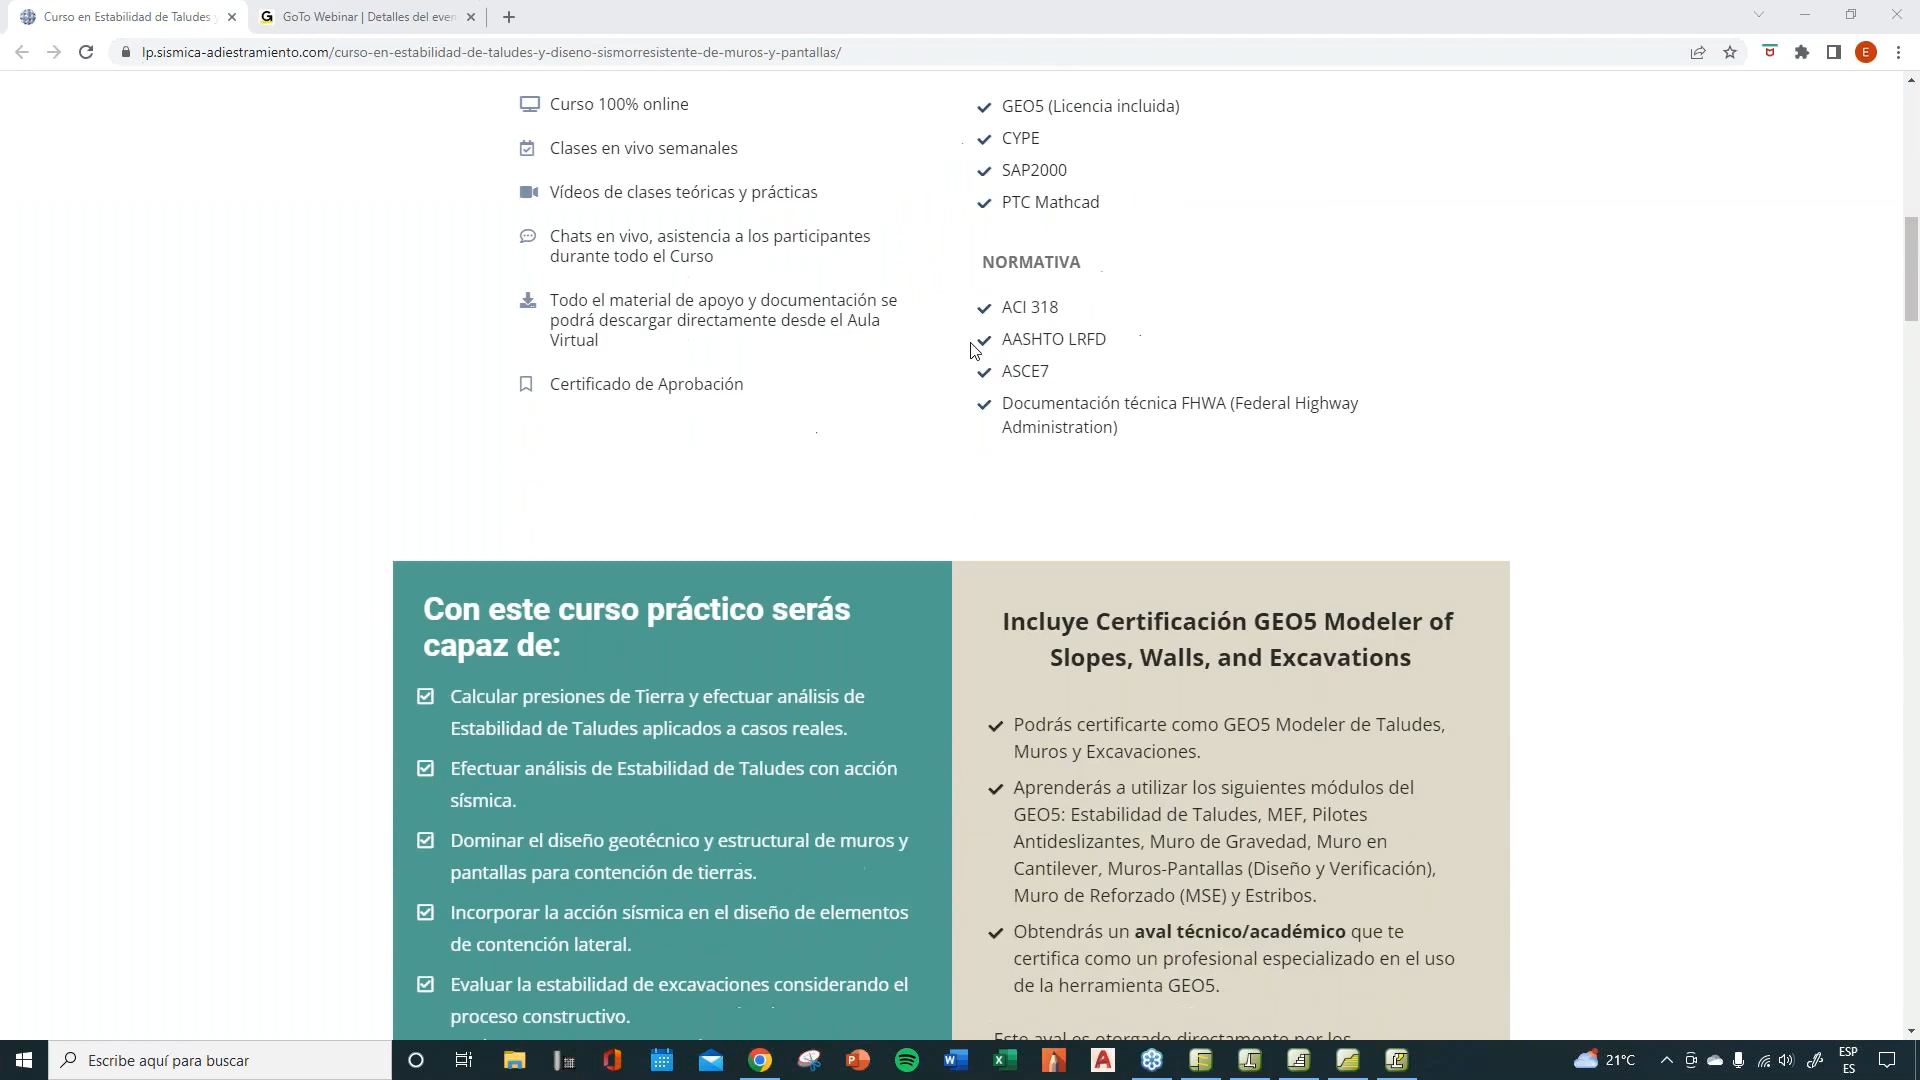 Curso en Estabilidad de Taludes y
GoTo Webinar | Detalles del even
lp.sismica-adiestramiento.com/curso-en-estabilidad-de-taludes-y-diseno-sismorresistente-de-muros-y-pantallas/
E
Curso 100% online
Clases en vivo semanales
Vídeos de clases teóricas y prácticas
Chats en vivo, asistencia a los participantes
durante todo el Curso
Todo el material de apoyo y documentación se
podrá descargar directamente desde el Aula
Virtual
Certificado de Aprobación
GEO5 (Licencia incluida)
CYPE
SAP2000
PTC Mathcad
NORMATIVA
ACI 318
AASHTO LRFD
ASCE7
Documentación técnica FHWA (Federal Highway
Administration)
Con este curso práctico serás
capaz de:
Calcular presiones de Tierra y efectuar análisis de
Estabilidad de Taludes aplicados a casos reales.
Efectuar análisis de Estabilidad de Taludes con acción
sísmica.
Dominar el diseño geotécnico y estructural de muros y
pantallas para contención de tierras.
Incorporar la acción sísmica en el diseño de elementos
de contención lateral.
Evaluar la estabilidad de excavaciones considerando el
proceso constructivo.
Incluye Certificación GEO5 Modeler of
Slopes, Walls, and Excavations
Podrás certificarte como GEO5 Modeler de Taludes,
Muros y Excavaciones.
Aprenderás a utilizar los siguientes módulos del
GEO5: Estabilidad de Taludes, MEF, Pilotes
Antideslizantes, Muro de Gravedad, Muro en
Cantilever, Muros-Pantallas (Diseño y Verificación),
Muro de Reforzado (MSE) y Estribos.
Obtendrás un aval técnico/académico que te
certifica como un profesional especializado en el uso
de la herramienta GEO5.
Este aval es otorgado directamente por los
Escribe aquí para buscar
21°C
ESP
ES